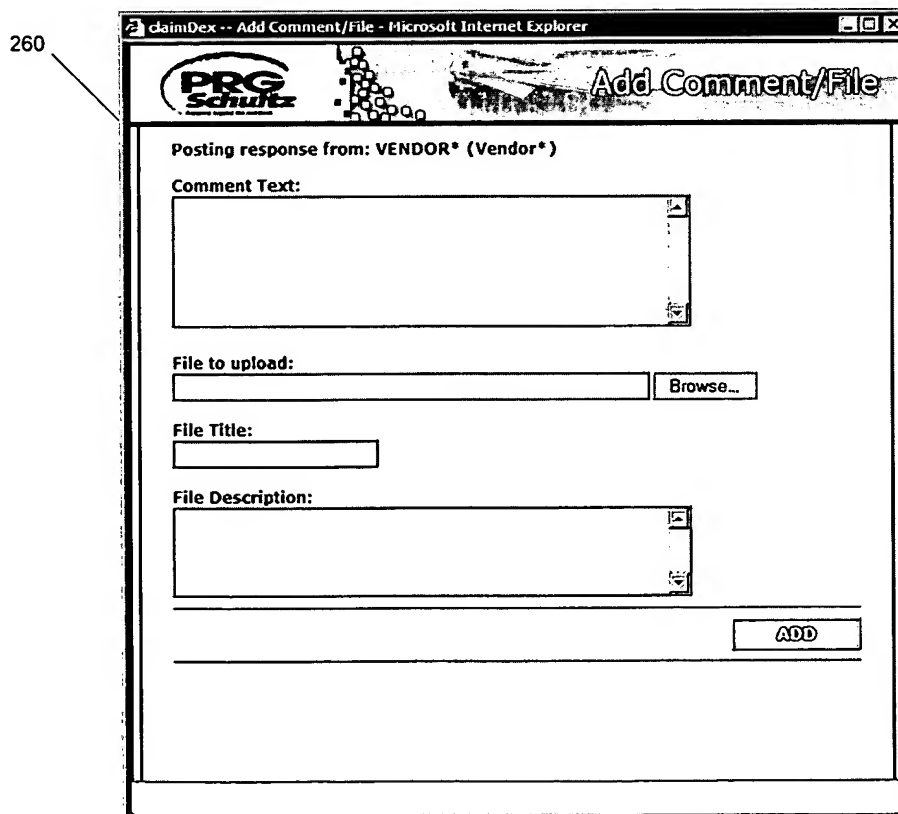 claimDex -- Add Comment/File - Microsoft Internet Explorer
260
PRG
Schultz
Add Comment/File
Posting response from: VENDOR* (Vendor*)
Comment Text:
File to upload:
Browse...
File Title:
File Description:
ADD